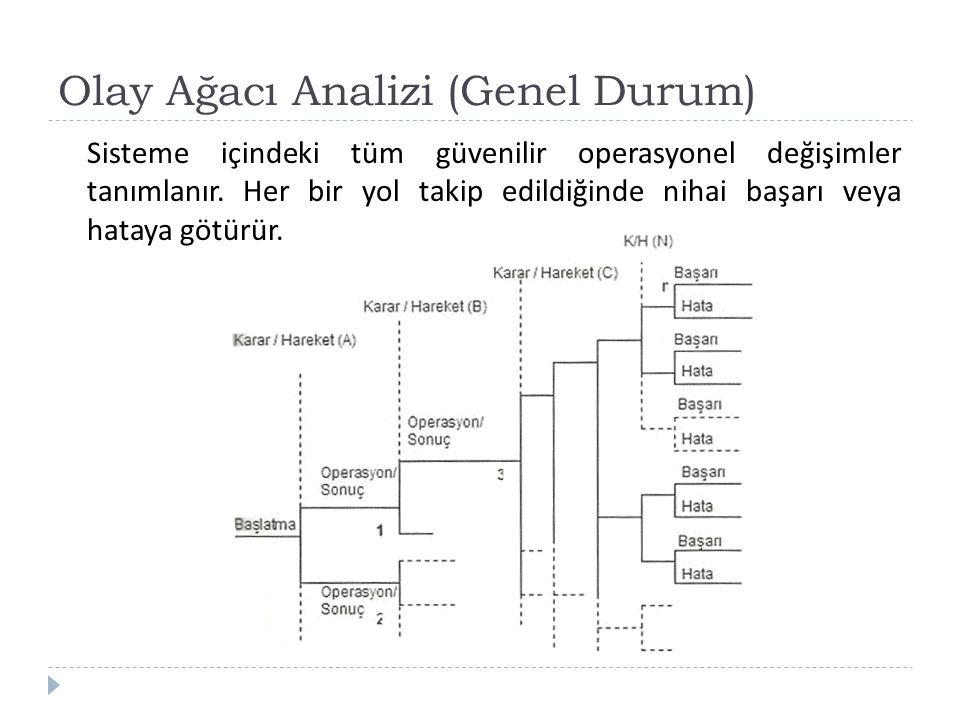 Olay Ağacı Analizi (Genel Durum)
Sisteme içindeki tüm güvenilir operasyonel değişimler
tanımlanır. Her bir yol takip edildiğinde nihai başarı veya
hataya götürür.
K/H (N)
Karar / Hareket (C)
Başarı
r
Hata
Karar / Hareket (B)
Karar / Hareket (A)
Başarı
Hata
Başarı
Operasyon/
Sonuç
Hata
3
Başarı
Operasyon/
Sonuç
Hata
Başlatma
1
Başarı
Hata
Operasyon/
Sonuç
2